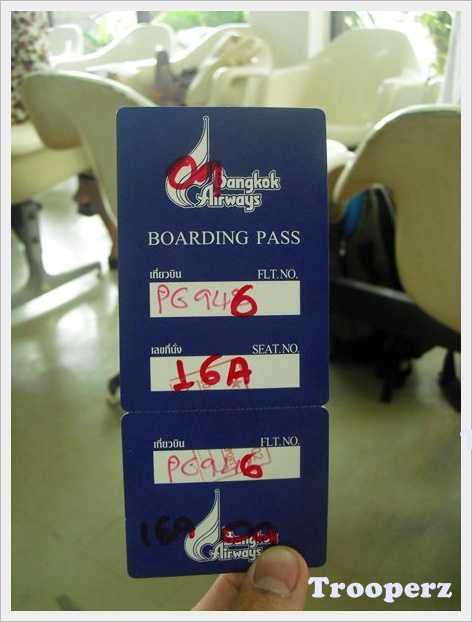 Bangkok
Airways
BOARDING PASS
เที่ยวบิน FLT.NO.
PG946
เลขที่นั่ง SEAT.NO.
16A
เที่ยวบิน FLT.NO.
PG946
16A
Bangkok
Airways
Trooperz